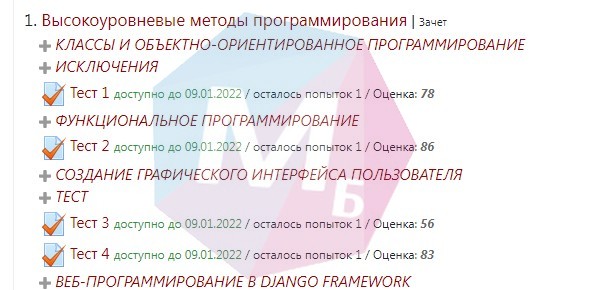 1. Высокоуровневые методы программирования | Зачет
КЛАССЫ И ОБЪЕКТНО-ОРИЕНТИРОВАННОЕ ПРОГРАММИРОВАНИЕ
ИСКЛЮЧЕНИЯ
Тест 1 доступно до 09.01.2022 / осталось попыток 1 / Оценка: 78
ФУНКЦИОНАЛЬНОЕ ПРОГРАММИРОВАНИЕ
Тест 2 доступно до 09.01.2022 / осталось попыток 1 / Оценка: 86
СОЗДАНИЕ ГРАФИЧЕСКОГО ИНТЕРФЕЙСА ПОЛЬЗОВАТЕЛЯ
ТЕСТ
Тест 3 доступно до 09.01.2022 / осталось попыток 1 / Оценка: 56
Тест 4 доступно до 09.01.2022 / осталось попыток 1 / Оценка: 83
ВЕБ-ПРОГРАММИРОВАНИЕ В DJANGO FRAMEWORK
МБ